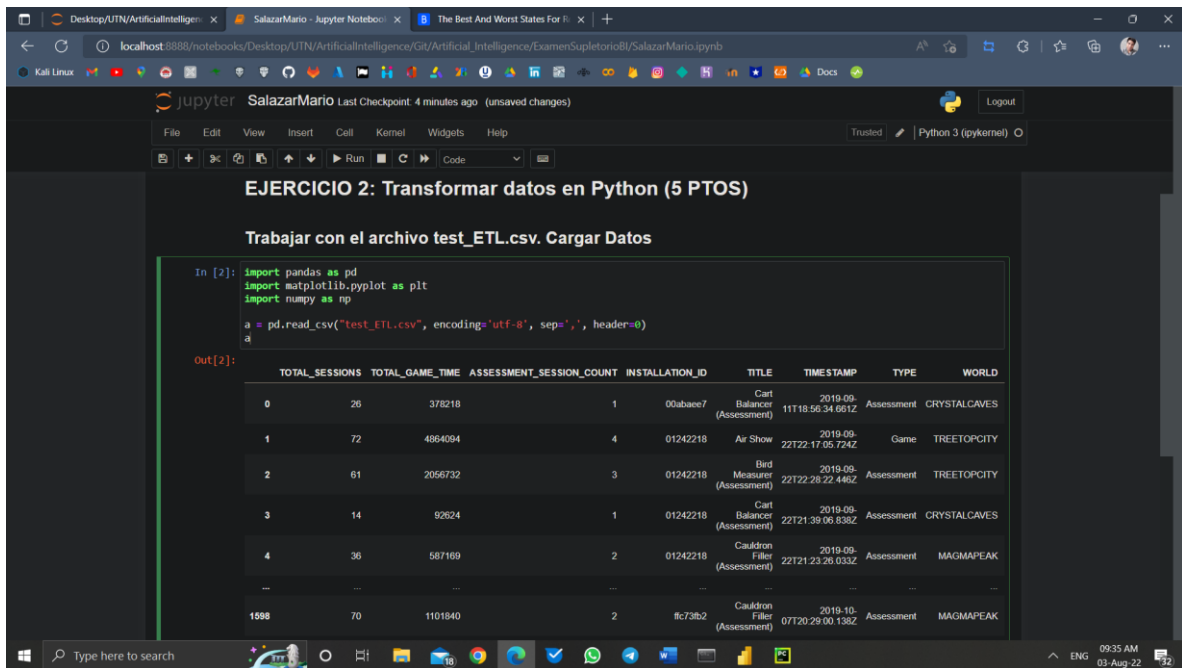 Desktop/UTN/ArtificialIntelligen
SalazarMario - Jupyter Notebool
The Best And Worst States For R
localhost:8888/notebooks/Desktop/UTN/ArtificialIntelligence/Git/Artificial_Intelligence/ExamenSupletorioBI/SalazarMario.ipynb
Kali Linux
Docs
jupyter SalazarMario Last Checkpoint: 4 minutes ago (unsaved changes)
Logout
File Edit View Insert Cell Kernel Widgets Help
Trusted Python 3 (ipykernel)
Run Code
EJERCICIO 2: Transformar datos en Python (5 PTOS)
Trabajar con el archivo test_ETL.csv. Cargar Datos
In [2]: import pandas as pd
import matplotlib.pyplot as plt
import numpy as np
a = pd.read_csv("test_ETL.csv", encoding='utf-8', sep=',', header=0)
a
Out[2]:
TOTAL_SESSIONS TOTAL_GAME_TIME ASSESSMENT_SESSION_COUNT INSTALLATION_ID TITLE TIMESTAMP TYPE WORLD
0 26 378218 1 00abaee7 Cart Balancer (Assessment) 2019-09-11T18:56:34.661Z Assessment CRYSTALCAVES
1 72 4864094 4 01242218 Air Show 2019-09-22T22:17:05.724Z Game TREETOPCITY
2 61 2056732 3 01242218 Bird Measurer (Assessment) 2019-09-22T22:28:22.446Z Assessment TREETOPCITY
3 14 92624 1 01242218 Cart Balancer (Assessment) 2019-09-22T21:39:06.838Z Assessment CRYSTALCAVES
4 36 587169 2 01242218 Cauldron Filler (Assessment) 2019-09-22T21:23:26.033Z Assessment MAGMAPEAK
... ... ... ... ... ... ... ... ...
1598 70 1101840 2 ffc73fb2 Cauldron Filler (Assessment) 2019-10-07T20:29:00.138Z Assessment MAGMAPEAK
Type here to search
18
ENG
09:35 AM
03-Aug-22
32